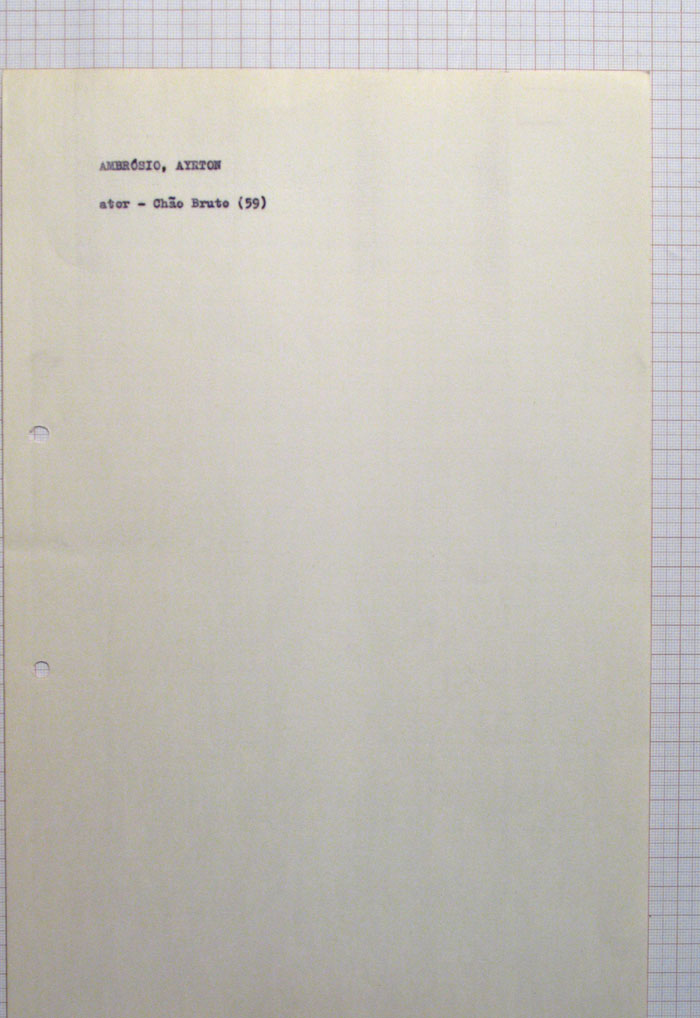 AMBRÓSIO, AYRTON
ator - Chão Bruto (59)